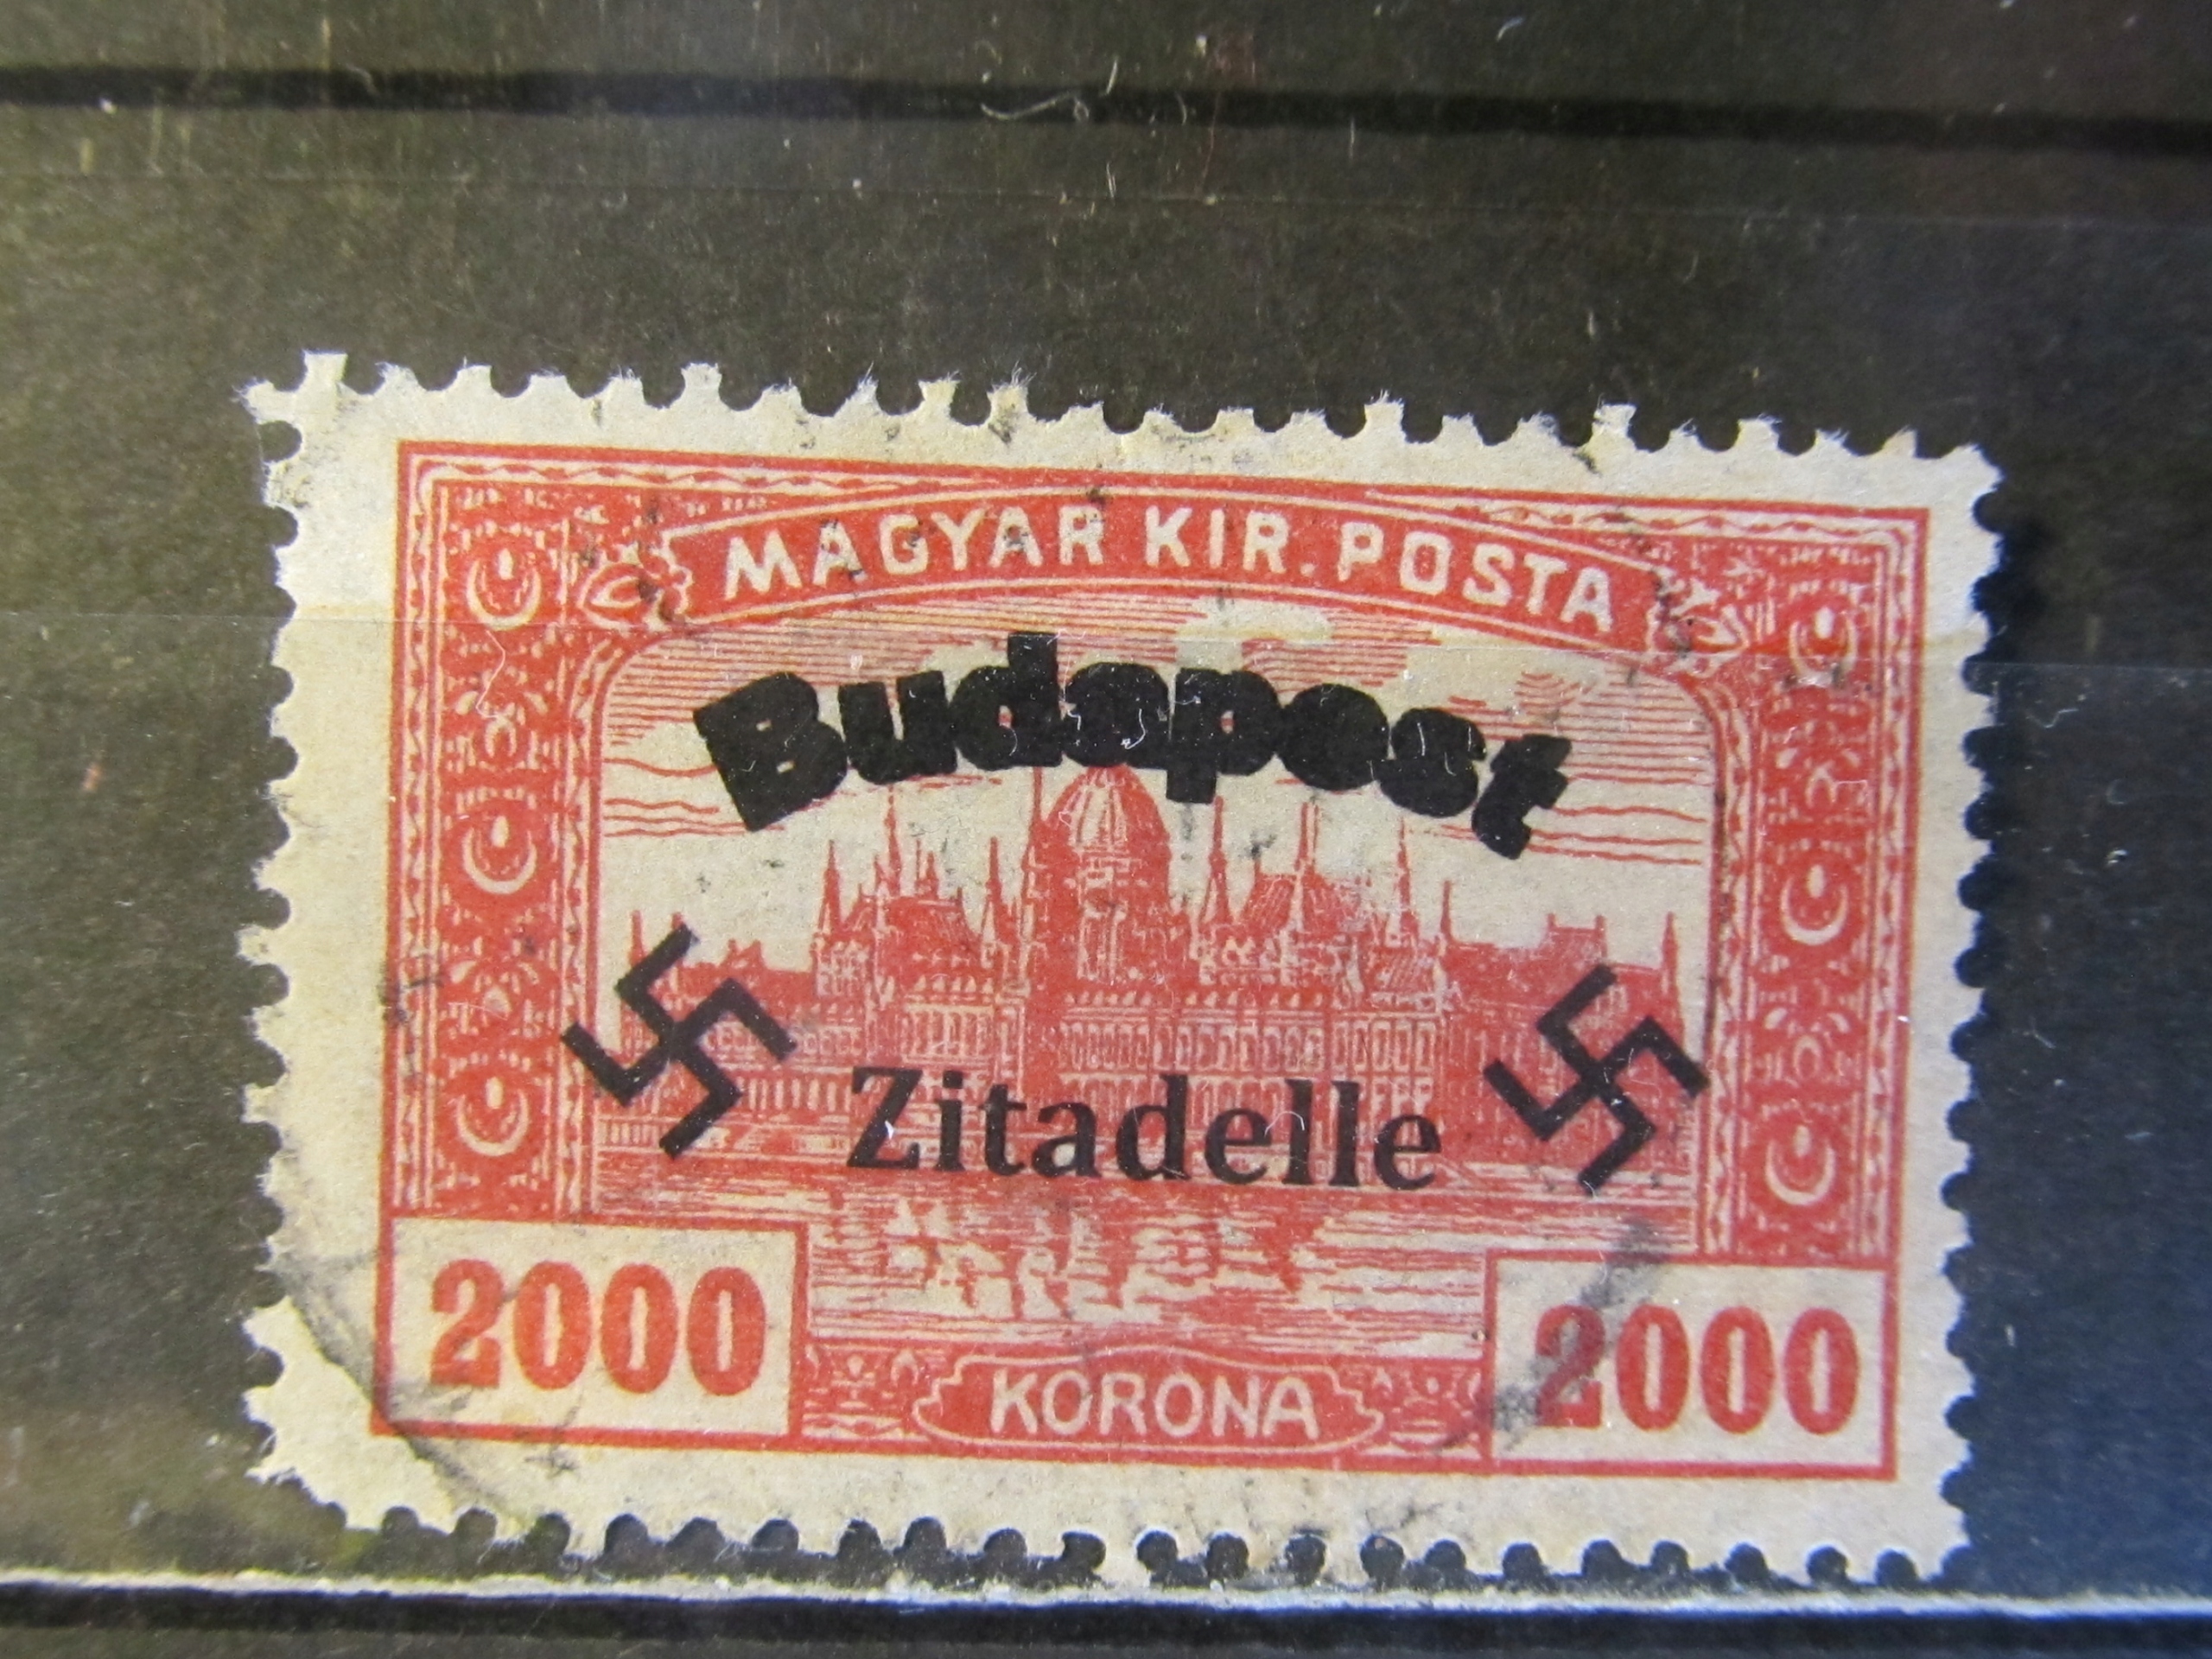 MAGYAR KIR. POSTA
Budapest
Zitadelle
2000 2000
KORONA